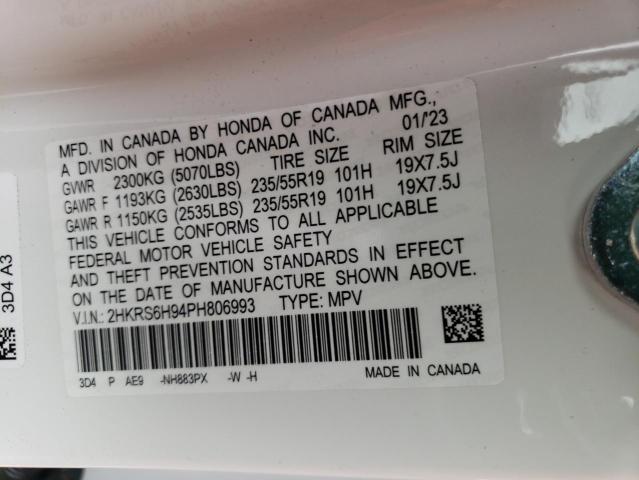 MFD. IN CANADA BY HONDA OF CANADA MFG.,
A DIVISION OF HONDA CANADA INC. 01/'23
GVWR 2300KG (5070LBS) TIRE SIZE RIM SIZE
GAWR F 1193KG (2630LBS) 235/55R19 101H 19X7.5J
GAWR R 1150KG (2535LBS) 235/55R19 101H 19X7.5J
THIS VEHICLE CONFORMS TO ALL APPLICABLE
FEDERAL MOTOR VEHICLE SAFETY
AND THEFT PREVENTION STANDARDS IN EFFECT
ON THE DATE OF MANUFACTURE SHOWN ABOVE.
V.I.N.: 2HKRS6H94PH806993 TYPE: MPV
3D4 P AE9 -NH883PX -W -H MADE IN CANADA
3D4 A3